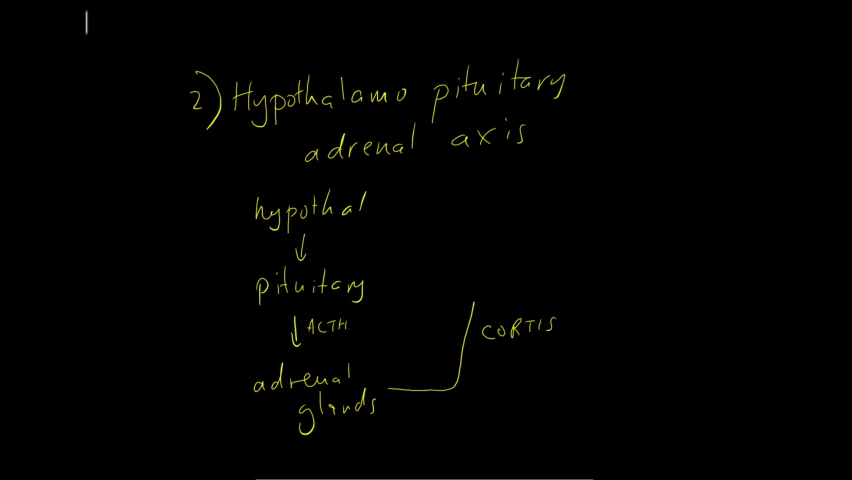 2) Hypothalamo pituitary
adrenal axis
hypothal
pituitary
ACTH
CORTIS
adrenal
glands